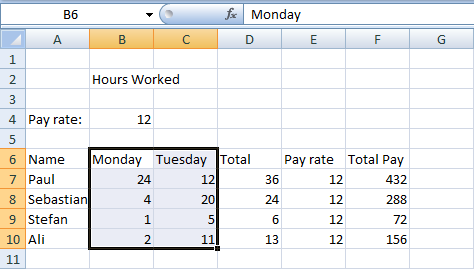 B6 fx Monday
A B C D E F G
1
2 Hours Worked
3
4 Pay rate: 12
5
6 Name Monday Tuesday Total Pay rate Total Pay
7 Paul 24 12 36 12 432
8 Sebastian 4 20 24 12 288
9 Stefan 1 5 6 12 72
10 Ali 2 11 13 12 156
11